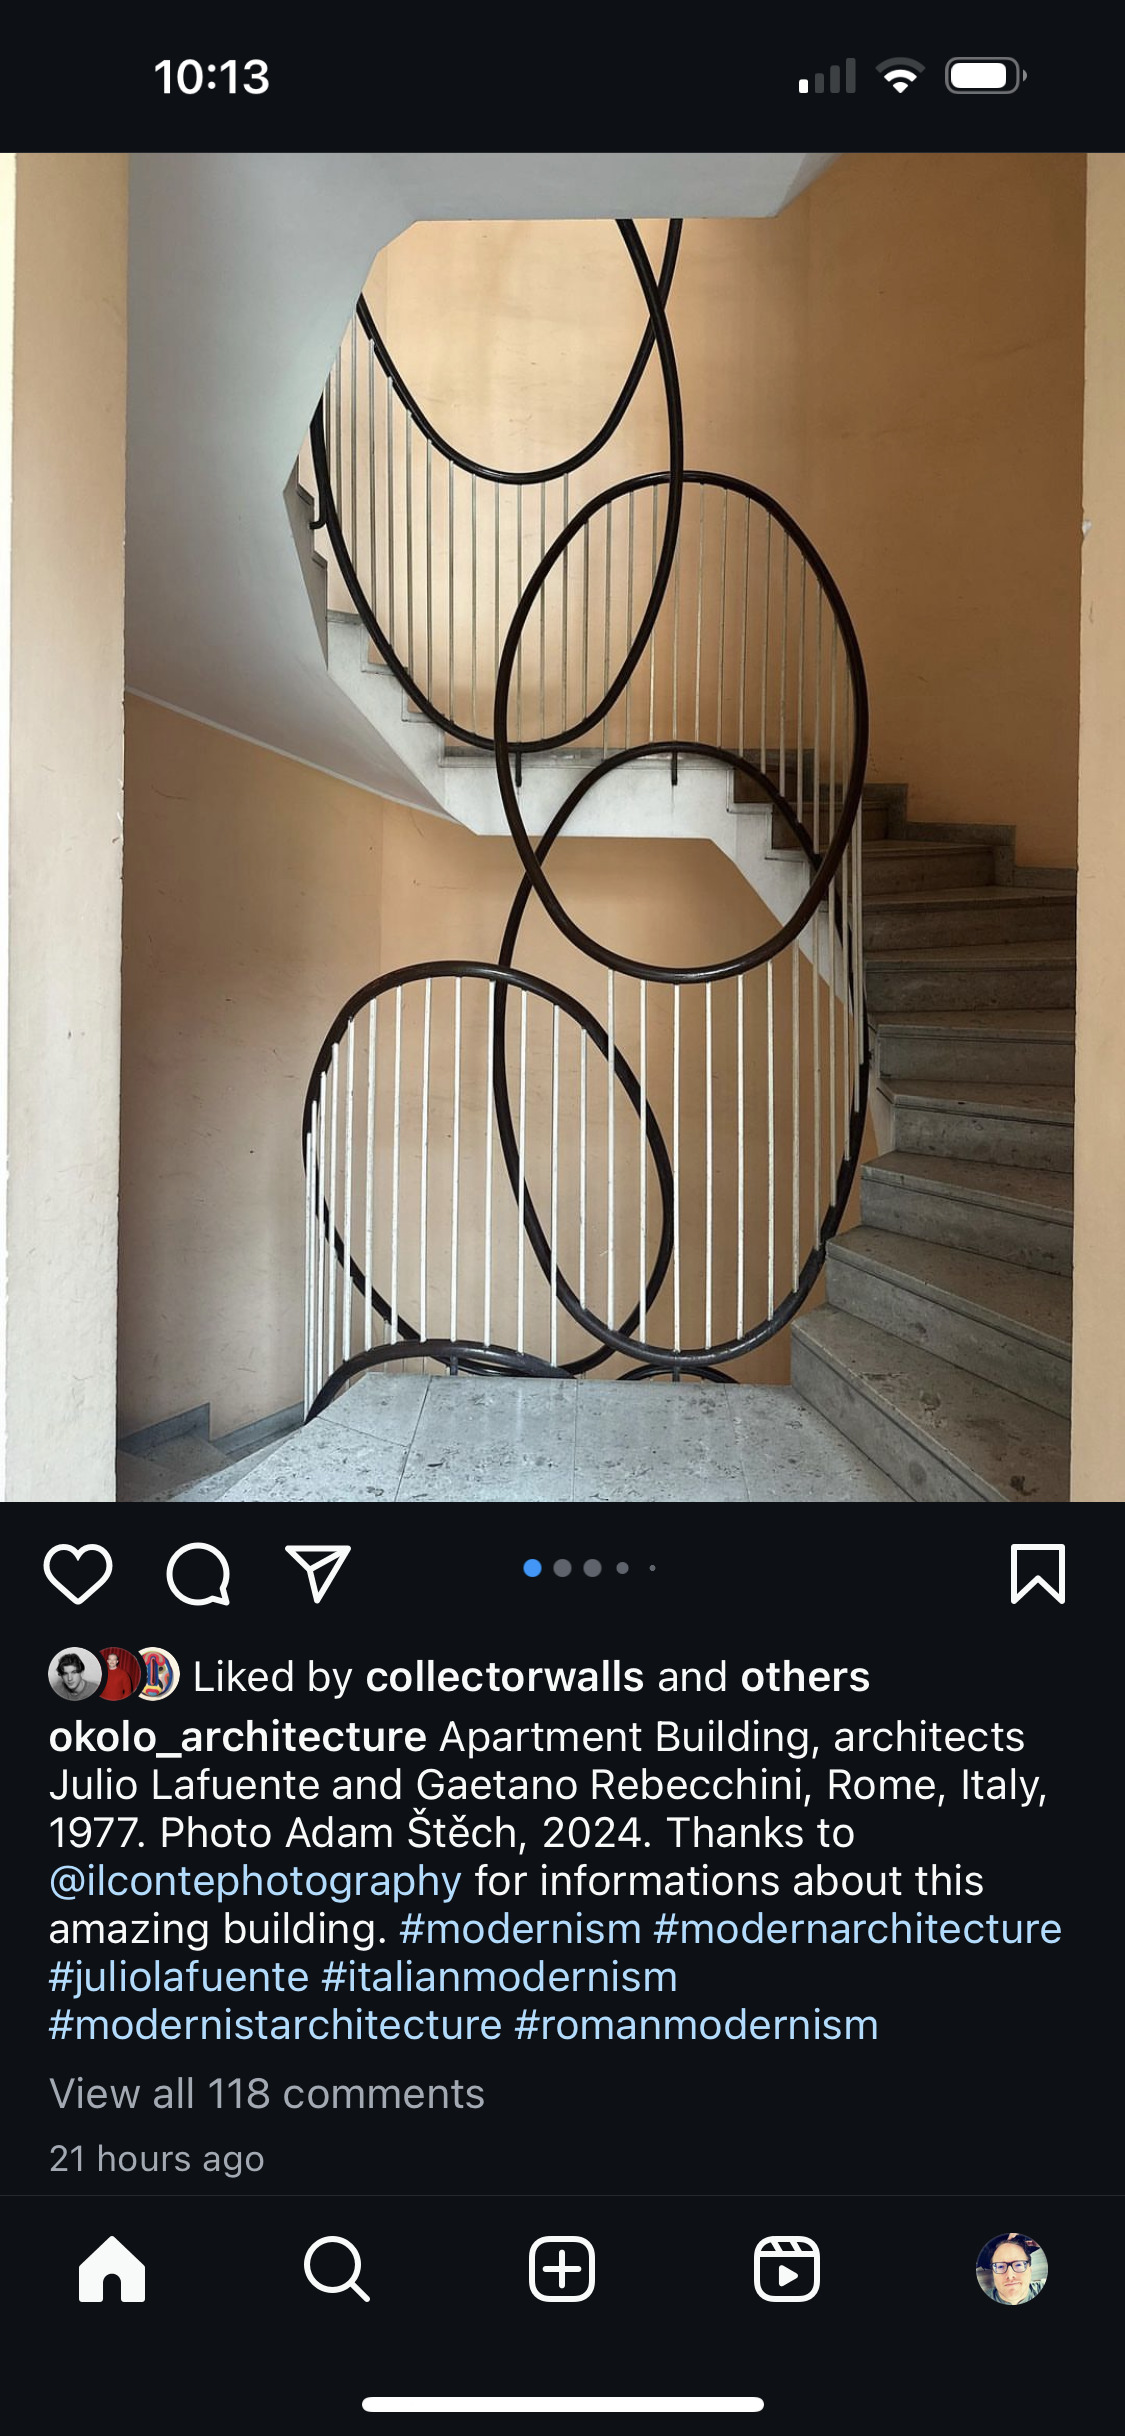 10:13
Liked by collectorwalls and others
okolo_architecture Apartment Building, architects
Julio Lafuente and Gaetano Rebecchini, Rome, Italy,
1977. Photo Adam Štěch, 2024. Thanks to
@ilcontephotography for informations about this
amazing building. #modernism #modernarchitecture
#juliolafuente #italianmodernism
#modernistarchitecture #romanmodernism
View all 118 comments
21 hours ago